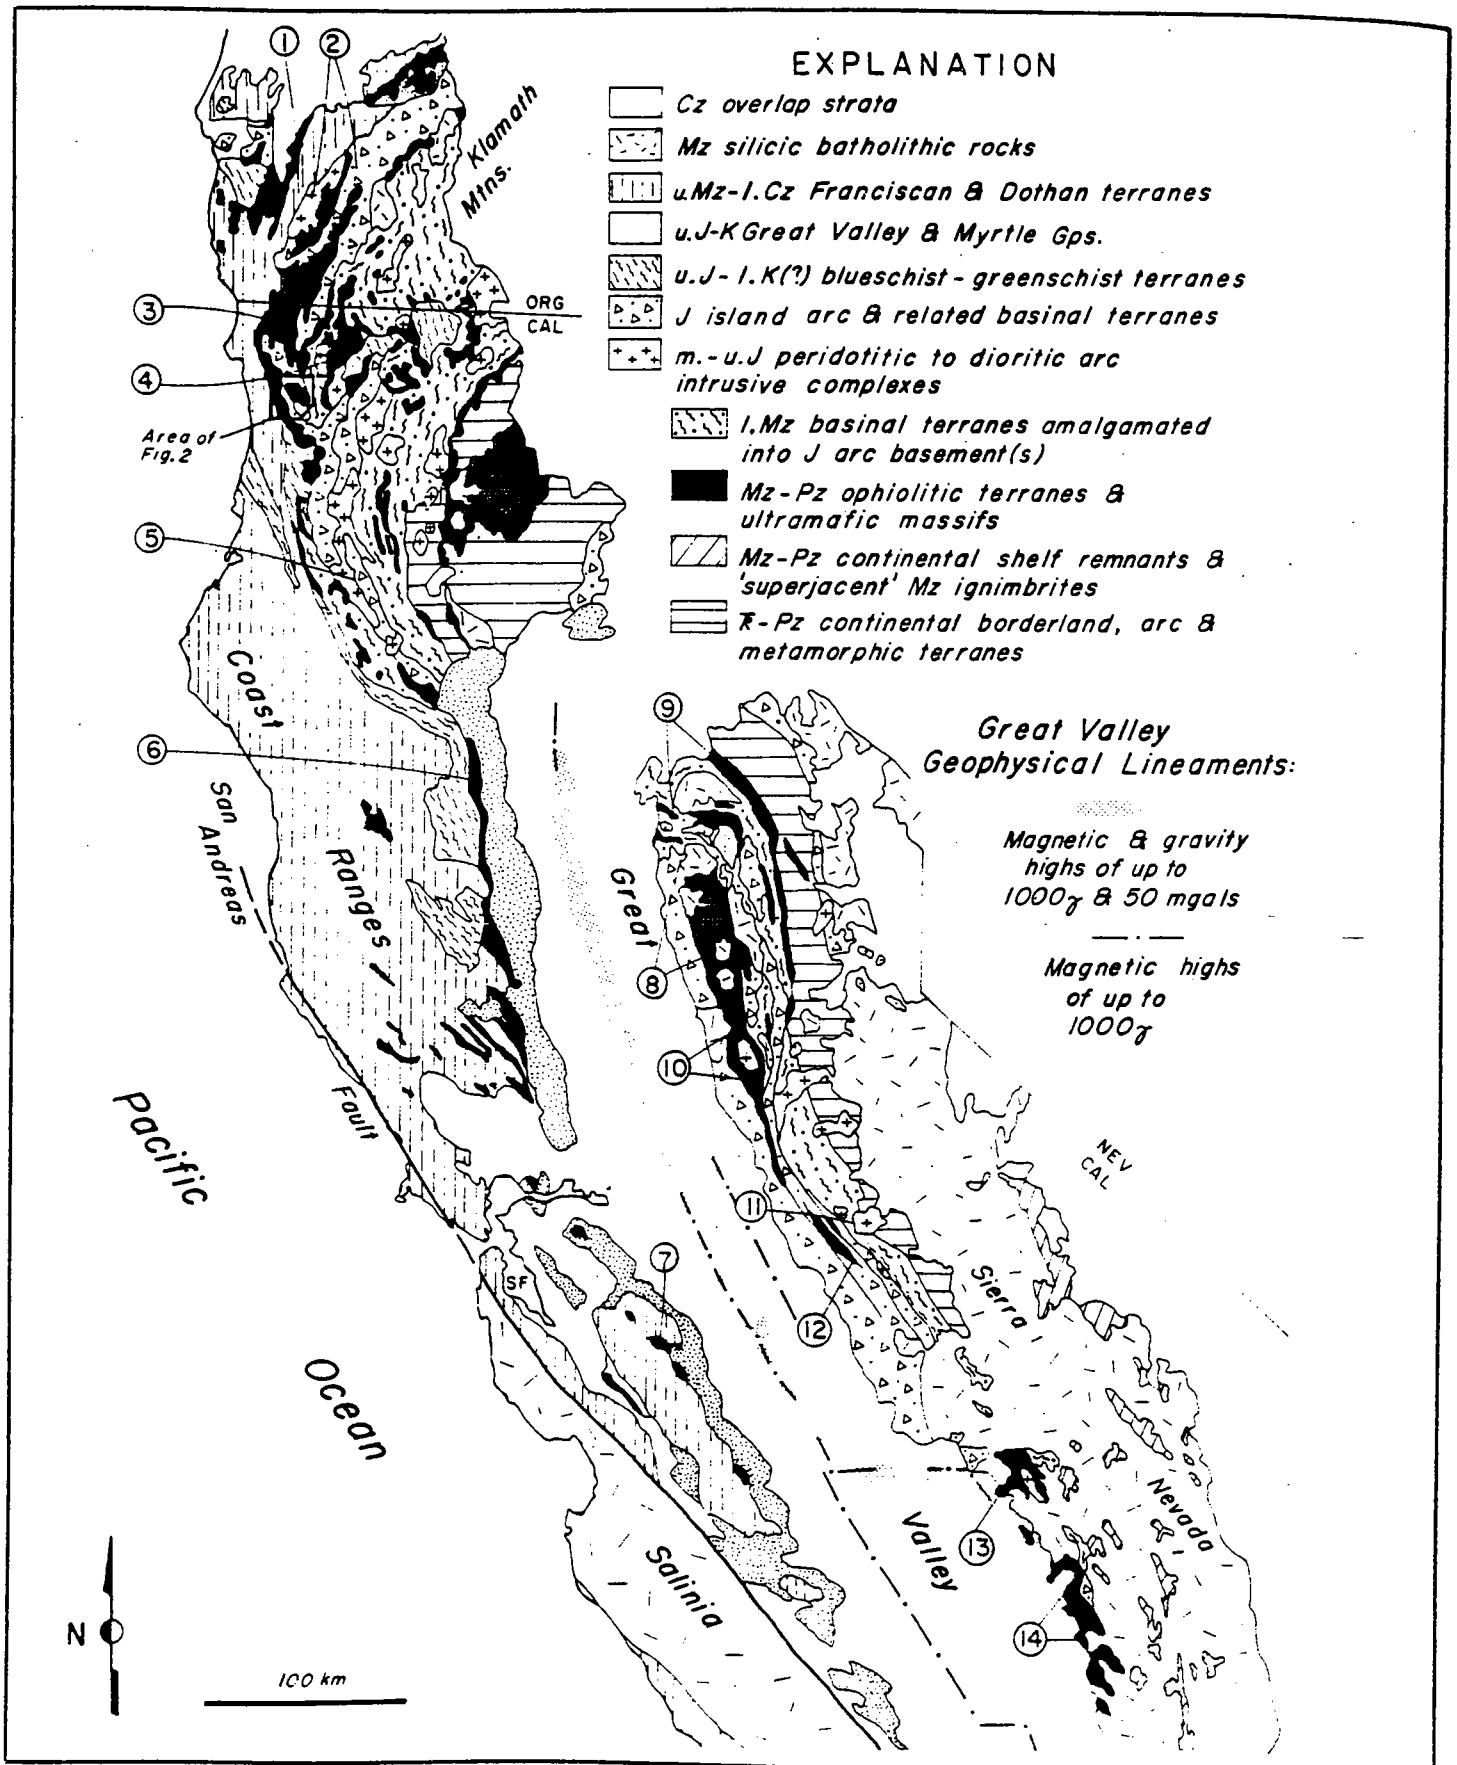 EXPLANATION
Cz overlap strata
Mz silicic batholithic rocks
u.Mz-l.Cz Franciscan & Dothan terranes
u.J-K Great Valley & Myrtle Gps.
u.J-l.K(?) blueschist-greenschist terranes
J island arc & related basinal terranes
m.-u.J peridotitic to dioritic arc
intrusive complexes
l.Mz basinal terranes amalgamated
into J arc basement(s)
Mz-Pz ophiolitic terranes &
ultramafic massifs
Mz-Pz continental shelf remnants &
'superjacent' Mz ignimbrites
Ꞧ-Pz continental borderland, arc &
metamorphic terranes
Great Valley
Geophysical Lineaments:
Magnetic & gravity
highs of up to
1000γ & 50 mgals
Magnetic highs
of up to
1000γ
1
2
Klamath
Mtns.
3
ORG
CAL
4
Area of
Fig. 2
5
Coast
Ranges
6
San
Andreas
Fault
9
Great
8
10
Pacific
Ocean
NEV
CAL
11
7
SF
12
Sierra
Nevada
Valley
13
14
Salinia
N
100 km